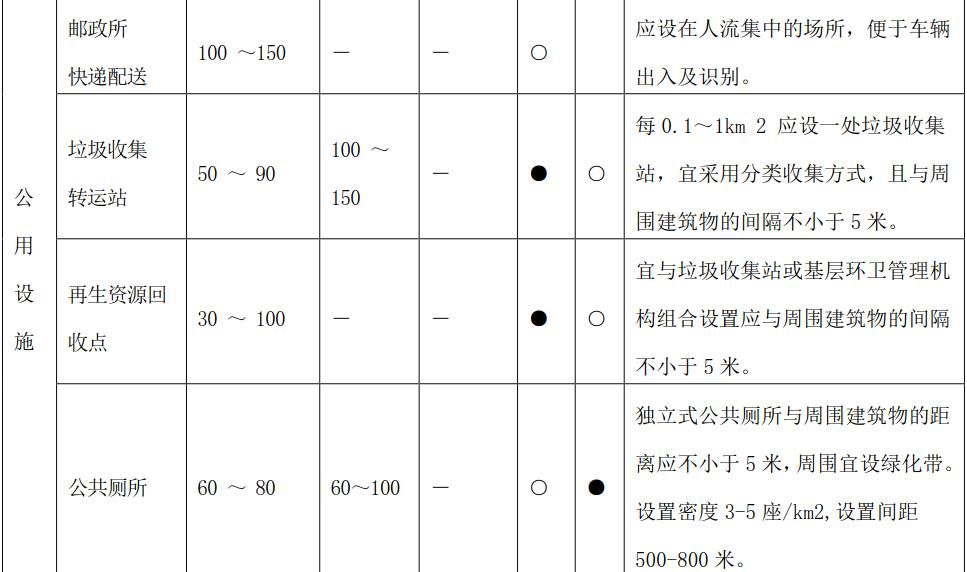 邮政所
快递配送
100 ～150
—
—
○
应设在人流集中的场所，便于车辆
出入及识别。
公
用
设
施
垃圾收集
转运站
50 ～ 90
100 ～
150
—
●
○
每0.1～1km 2 应设一处垃圾收集
站，宜采用分类收集方式，且与周
围建筑物的间隔不小于5米。
再生资源回
收点
30 ～ 100
—
—
●
○
宜与垃圾收集站或基层环卫管理机
构组合设置应与周围建筑物的间隔
不小于5米。
公共厕所
60 ～ 80
60～100
—
○
●
独立式公共厕所与周围建筑物的距
离应不小于5米,周围宜设绿化带。
设置密度3-5座/km2,设置间距
500-800米。